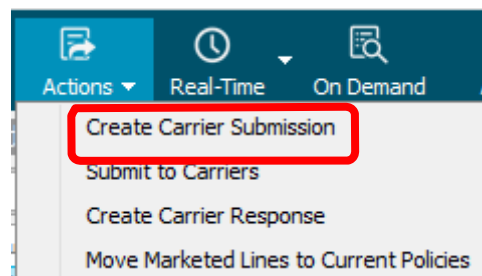 Actions Real-Time On Demand
Create Carrier Submission
Submit to Carriers
Create Carrier Response
Move Marketed Lines to Current Policies